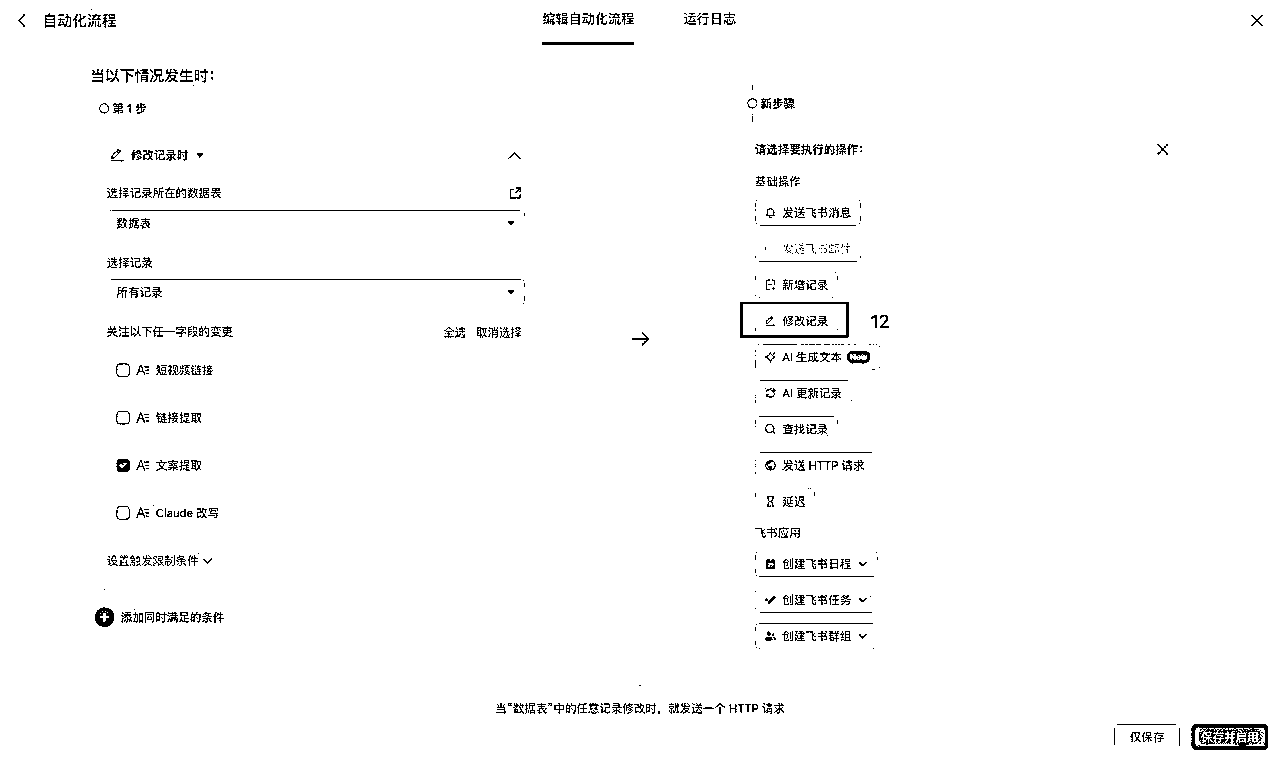 自动化流程
编辑自动化流程 运行日志
当以下情况发生时：
第 1 步
修改记录时
选择记录所在的数据表
数据表
选择记录
所有记录
关注以下任一字段的变更 全选 取消选择
短视频链接
链接提取
文案提取
Claude 改写
设置触发限制条件
添加同时满足的条件
新步骤
请选择要执行的操作：
基础操作
发送飞书消息
发送飞书邮件
新增记录
修改记录 12
AI 生成文本 New
AI 更新记录
查找记录
发送 HTTP 请求
延迟
飞书应用
创建飞书日程
创建飞书任务
创建飞书群组
当“数据表”中的任意记录修改时，就发送一个 HTTP 请求
仅保存 保存并启用